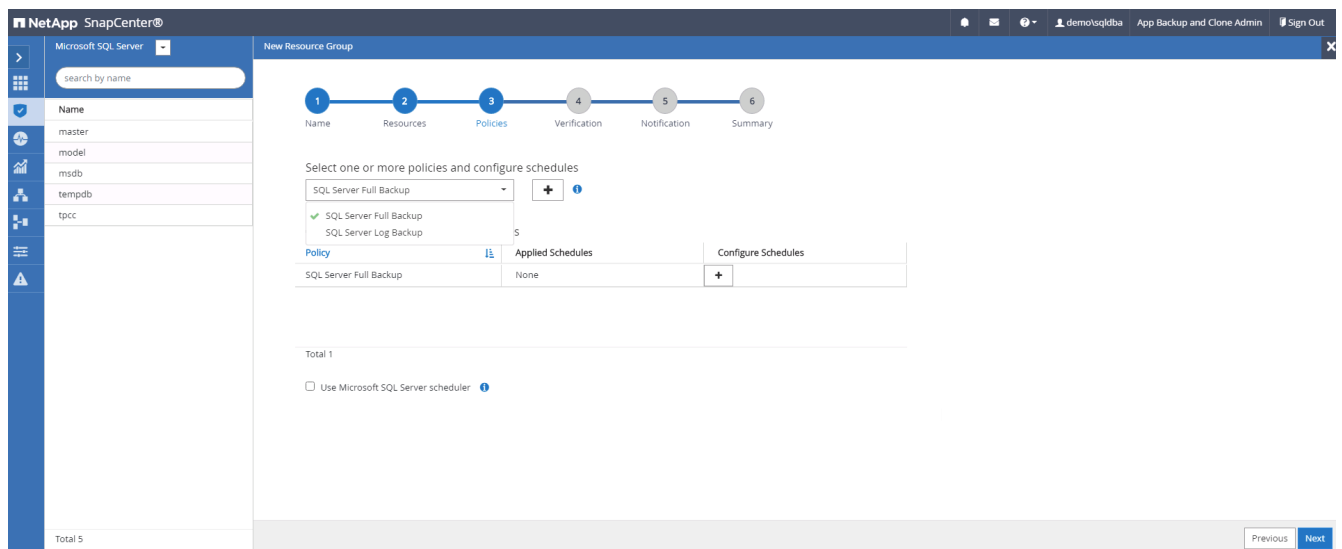 NetApp SnapCenter® demo\sqldba App Backup and Clone Admin Sign Out
Microsoft SQL Server
New Resource Group
search by name
Name
master
model
msdb
tempdb
tpcc
Total 5
1 2 3 4 5 6
Name Resources Policies Verification Notification Summary
Select one or more policies and configure schedules
SQL Server Full Backup
SQL Server Full Backup
SQL Server Log Backup
s
Policy Applied Schedules Configure Schedules
SQL Server Full Backup None +
Total 1
Use Microsoft SQL Server scheduler
Previous Next